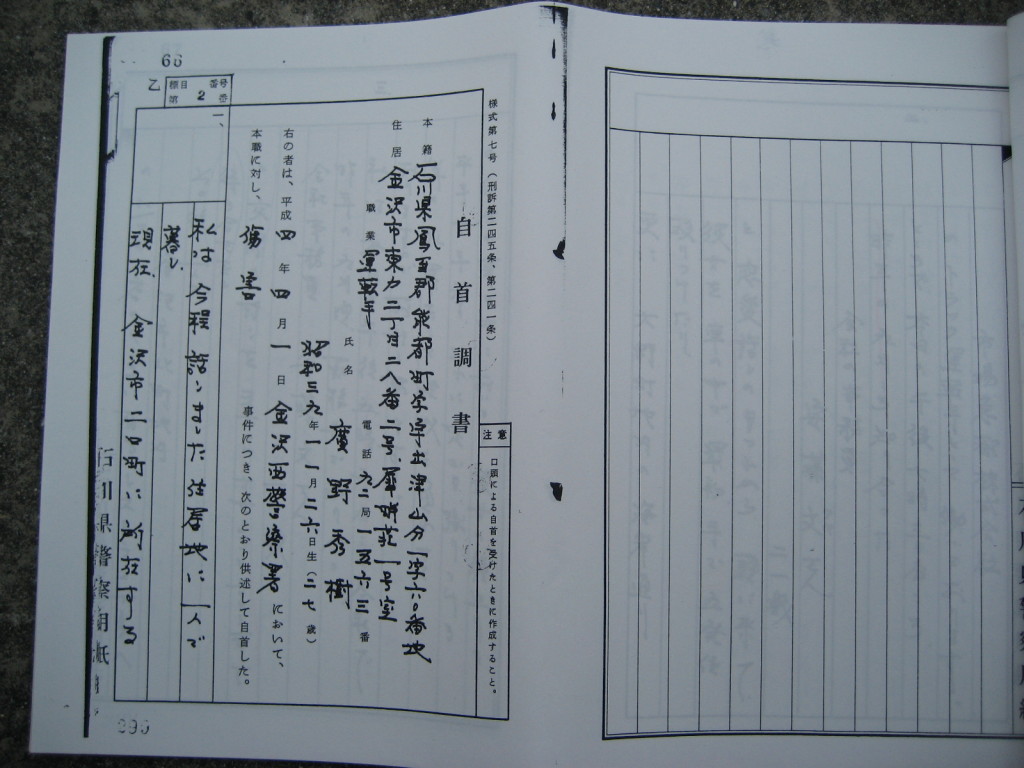 66
乙 標目 番号
第 2 番
様式第七号（刑訴第二四五条、第二四一条）
注意 口頭による自首を受けたときに作成すること。
自首調書
本籍 石川県鳳至郡能都町字宇出津山分一字六〇番地
住居 金沢市東力二丁目二八番二号 一号室
職業 運転手 電話 九二局一五六三番
氏名 廣野秀樹
昭和三九年一一月二六日生（二七歳）
右の者は、平成四年四月一日金沢西警察署において、
本職に対し、傷害事件につき、次のとおり供述して自首した。
一、
私は今程話しました住居地に一人で
暮し
現在、金沢市二口町に所在する
石川県警察用紙
096